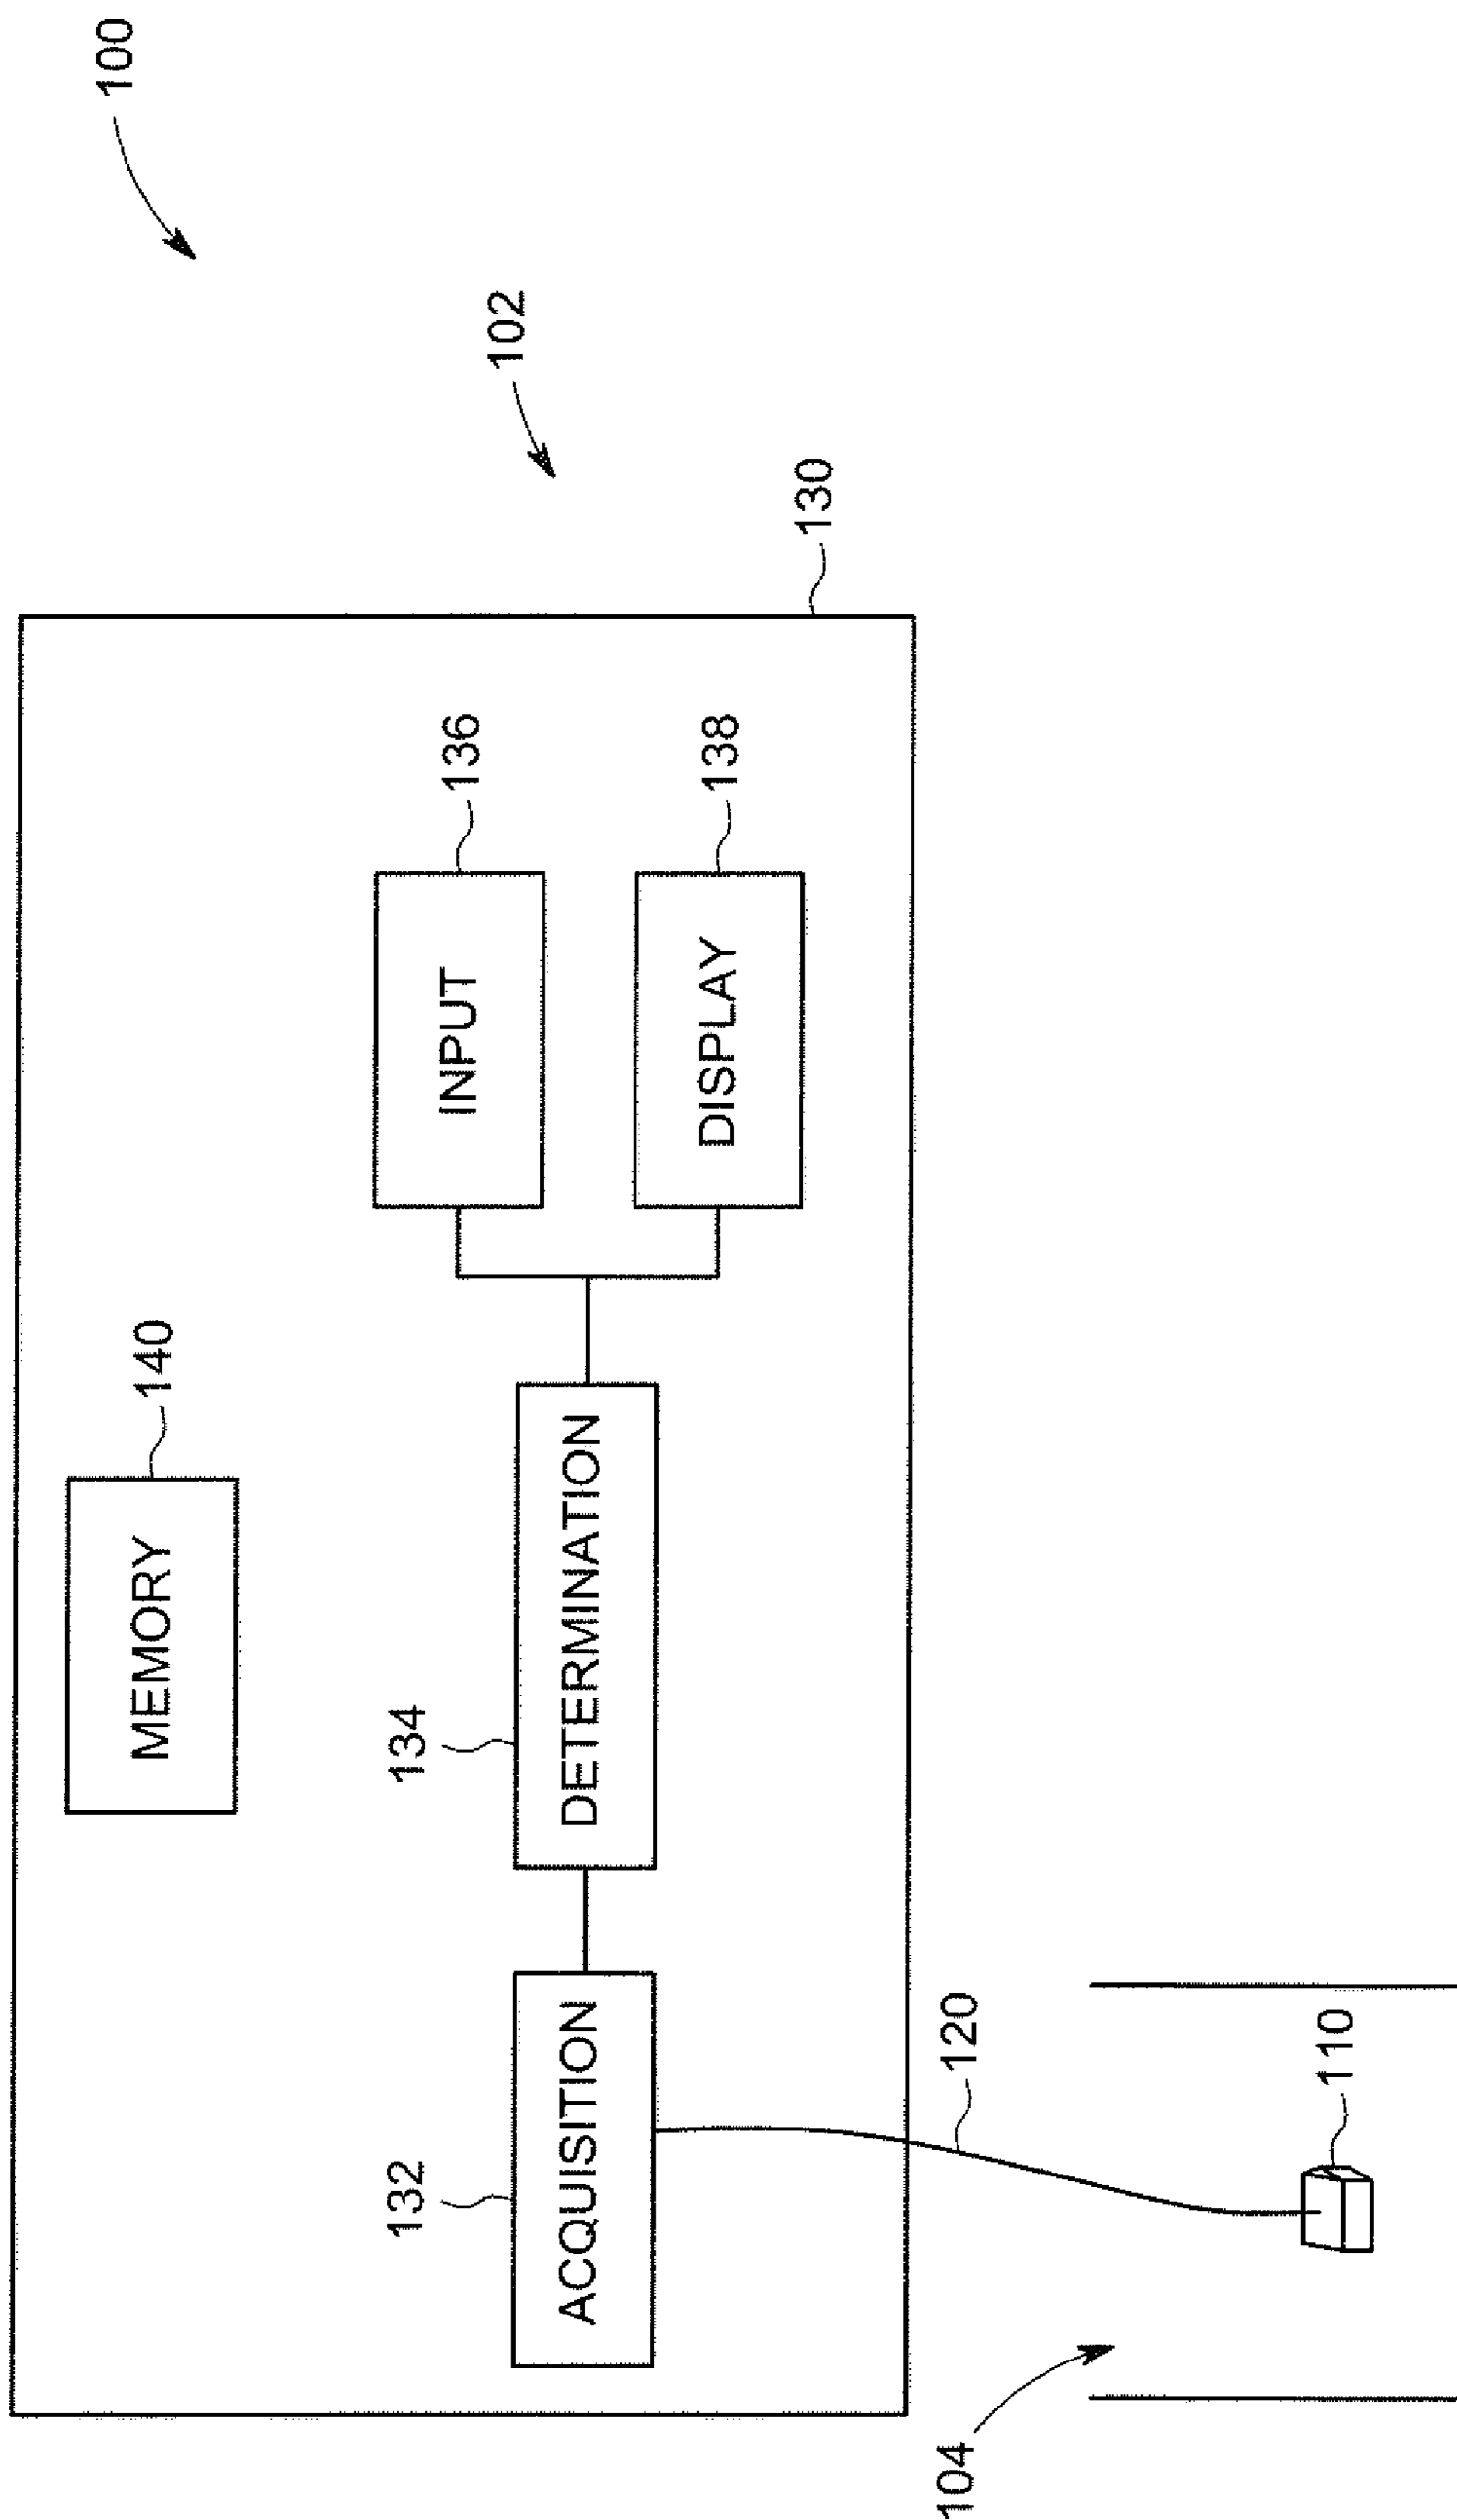 100
102
130
MEMORY
140
136
INPUT
138
DISPLAY
134
DETERMINATION
132
ACQUISITION
120
110
104